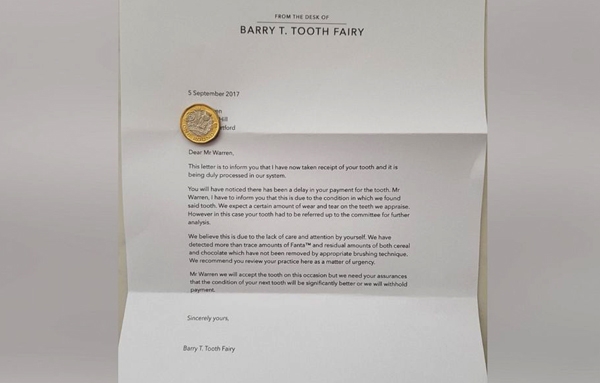 FROM THE DESK OF
BARRY T. TOOTH FAIRY
5 September 2017
Dear Mr Warren,
This letter is to inform you that I have now taken receipt of your tooth and it is
being duly processed in our system.
You will have noticed there has been a delay in your payment for the tooth. Mr
Warren, I have to inform you that this is due to the condition in which we found
said tooth. We expect a certain amount of wear and tear on the teeth we appraise.
However in this case your tooth had to be referred up to the committee for further
analysis.
We believe this is due to the lack of care and attention by yourself. We have
detected more than trace amounts of Fanta™ and residual amounts of both cereal
and chocolate which have not been removed by appropriate brushing technique.
We recommend you review your practice here as a matter of urgency.
Mr Warren we will accept the tooth on this occasion but we need your assurances
that the condition of your next tooth will be significantly better or we will withhold
payment.
Sincerely yours,
Barry T. Tooth Fairy